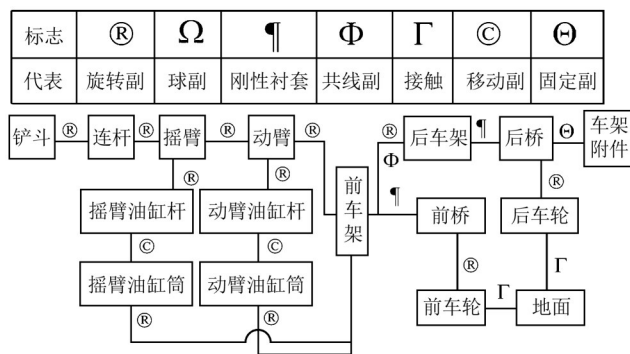 标志 ® Ω ¶ Φ Γ © Θ
代表 旋转副 球副 刚性衬套 共线副 接触 移动副 固定副
铲斗 ® 连杆 ® 摇臂 ® 动臂 ® ® 后车架 ¶ 后桥 Θ 车架
附件
Φ
® ® ¶ ®
摇臂油缸杆 动臂油缸杆 前车架 前桥 后车轮
© © ® Γ
摇臂油缸筒 动臂油缸筒 前车轮 Γ 地面
® ®